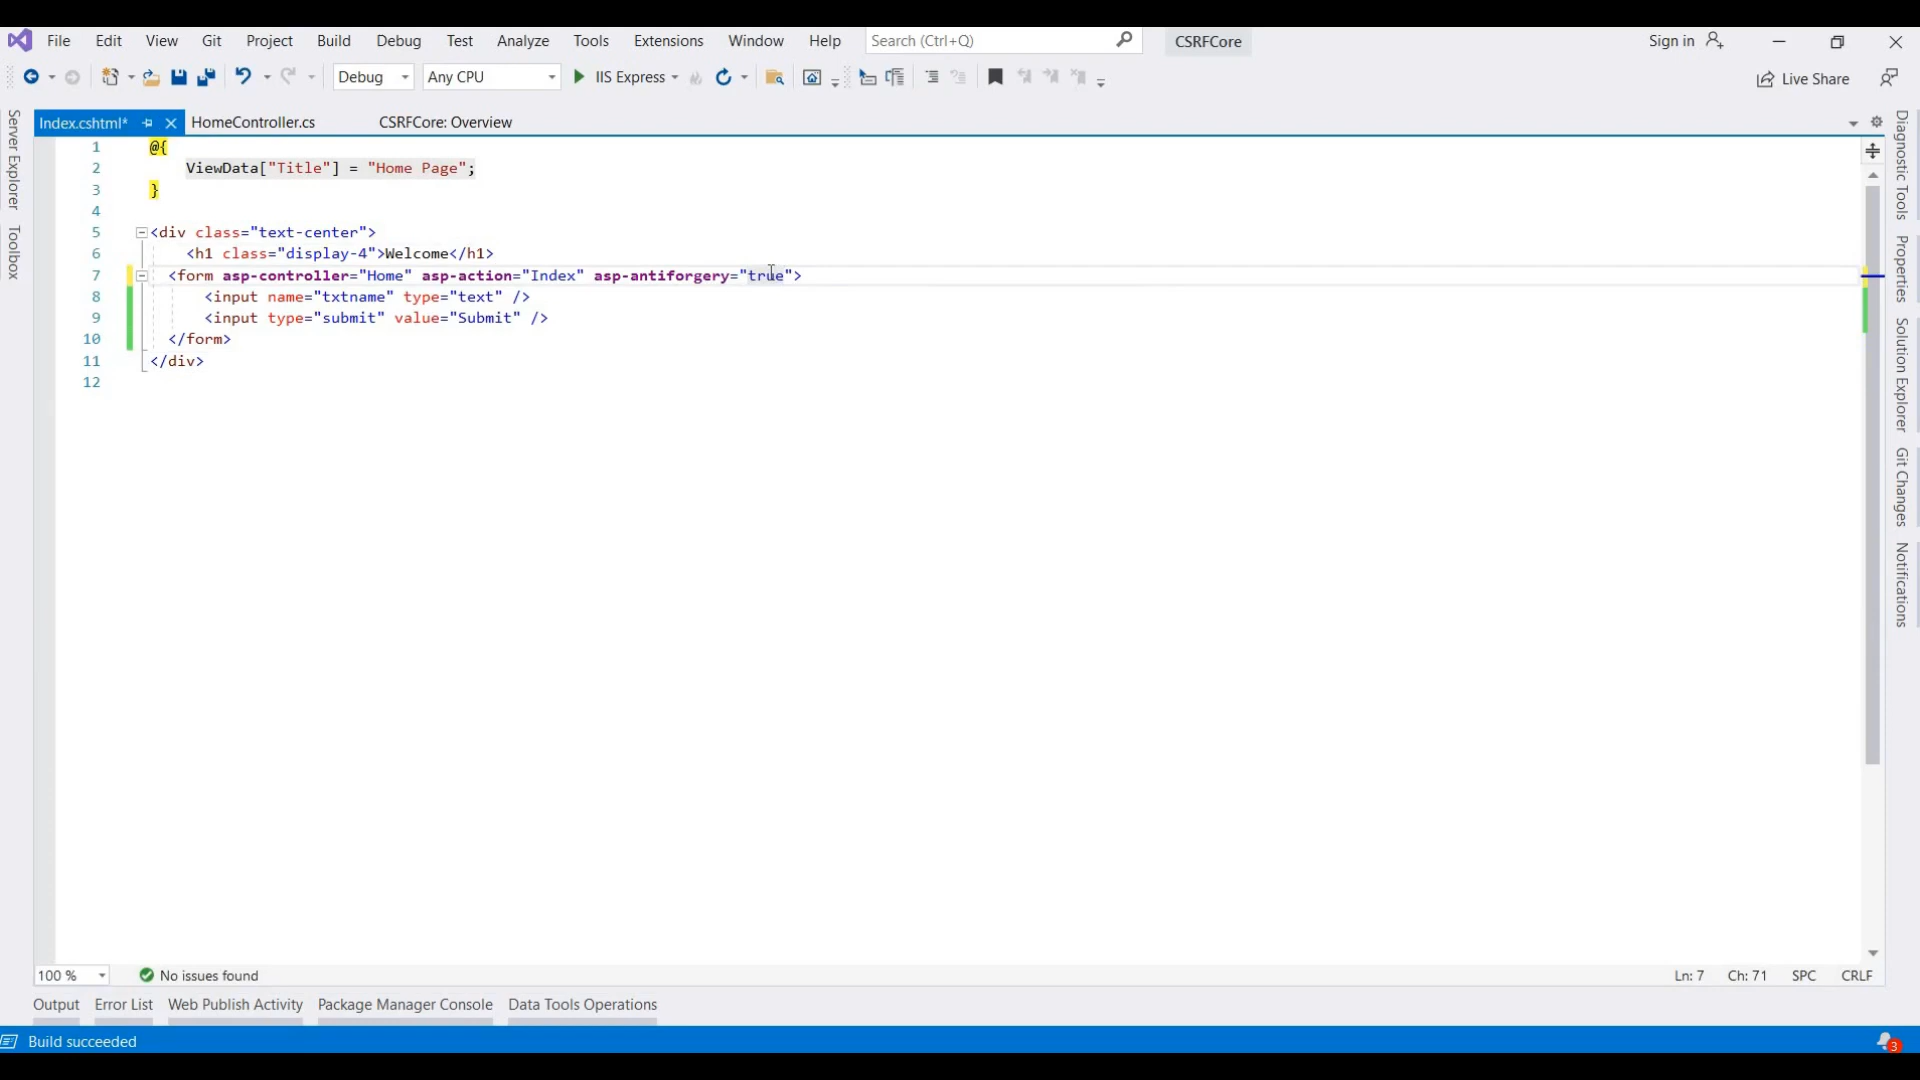 File Edit View Git Project Build Debug Test Analyze Tools Extensions Window Help Search (Ctrl+Q) CSRFCore Sign in
Debug Any CPU IIS Express Live Share
Index.cshtml* HomeController.cs CSRFCore: Overview
1 @{
2 ViewData["Title"] = "Home Page";
3 }
4
5 <div class="text-center">
6 <h1 class="display-4">Welcome</h1>
7 <form asp-controller="Home" asp-action="Index" asp-antiforgery="true">
8 <input name="txtname" type="text" />
9 <input type="submit" value="Submit" />
10 </form>
11 </div>
12
Server Explorer
Toolbox
Diagnostic Tools
Properties
Solution Explorer
Git Changes
Notifications
100 % No issues found Ln: 7 Ch: 71 SPC CRLF
Output Error List Web Publish Activity Package Manager Console Data Tools Operations
Build succeeded 3